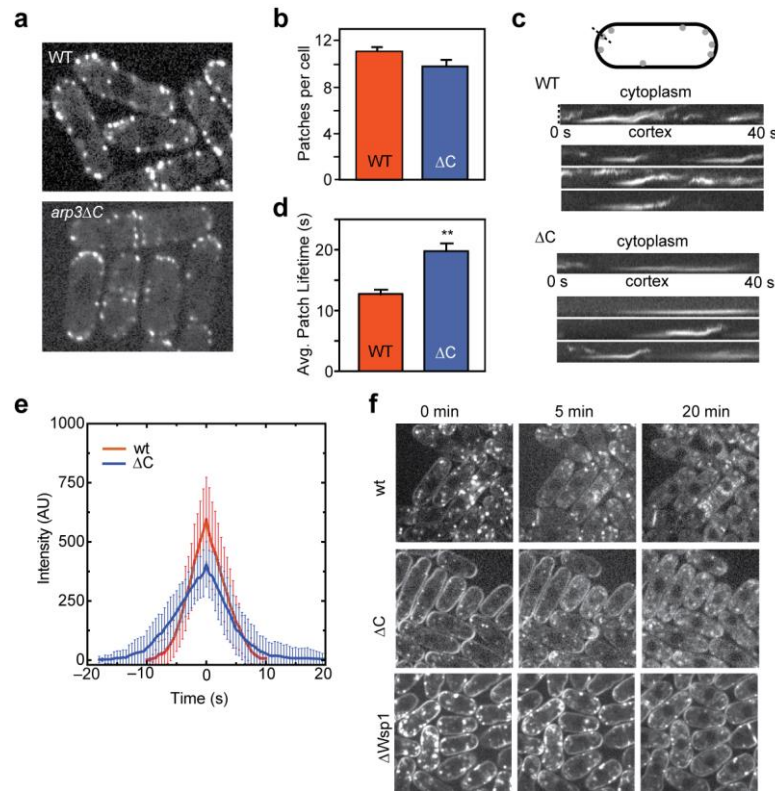 a
WT
arp3ΔC
b
Patches per cell
12
8
4
0
WT
ΔC
c
WT
cytoplasm
0 s
cortex
40 s
ΔC
cytoplasm
0 s
cortex
40 s
d
Avg. Patch Lifetime (s)
20
10
0
**
WT
ΔC
e
Intensity (AU)
1000
750
500
250
0
wt
ΔC
−20
−10
0
10
20
Time (s)
f
0 min
5 min
20 min
wt
ΔC
ΔWsp1